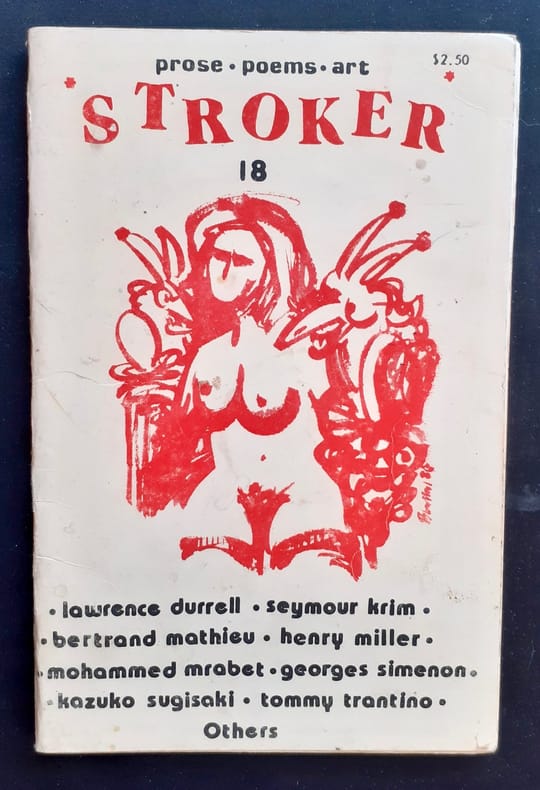 prose • poems • art
$2.50
* STROKER *
18
• lawrence durrell • seymour krim •
• bertrand mathieu • henry miller •
• mohammed mrabet • georges simenon •
• kazuko sugisaki • tommy trantino •
Others